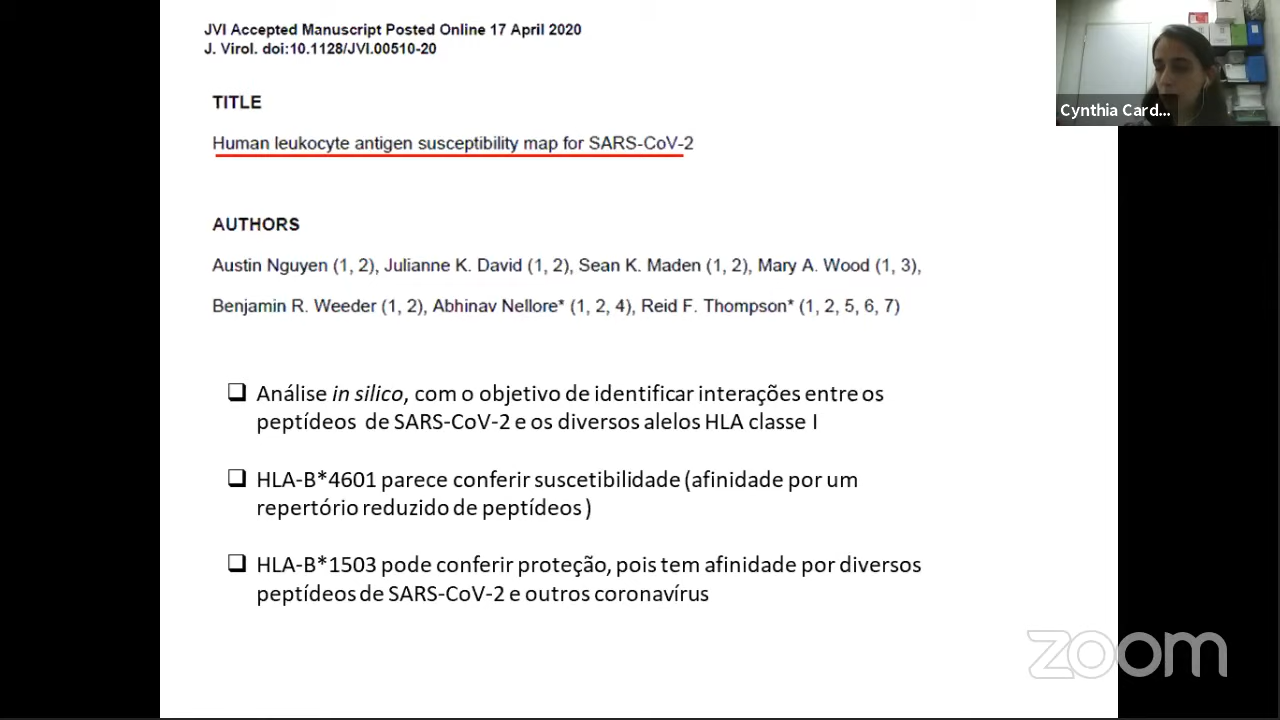 JVI Accepted Manuscript Posted Online 17 April 2020
J. Virol. doi:10.1128/JVI.00510-20
Cynthia Card...
TITLE
Human leukocyte antigen susceptibility map for SARS-CoV-2
AUTHORS
Austin Nguyen (1, 2), Julianne K. David (1, 2), Sean K. Maden (1, 2), Mary A. Wood (1, 3),
Benjamin R. Weeder (1, 2), Abhinav Nellore* (1, 2, 4), Reid F. Thompson* (1, 2, 5, 6, 7)
❑ Análise in silico, com o objetivo de identificar interações entre os
peptídeos de SARS-CoV-2 e os diversos alelos HLA classe I
❑ HLA-B*4601 parece conferir suscetibilidade (afinidade por um
repertório reduzido de peptídeos )
❑ HLA-B*1503 pode conferir proteção, pois tem afinidade por diversos
peptídeos de SARS-CoV-2 e outros coronavírus
zoom